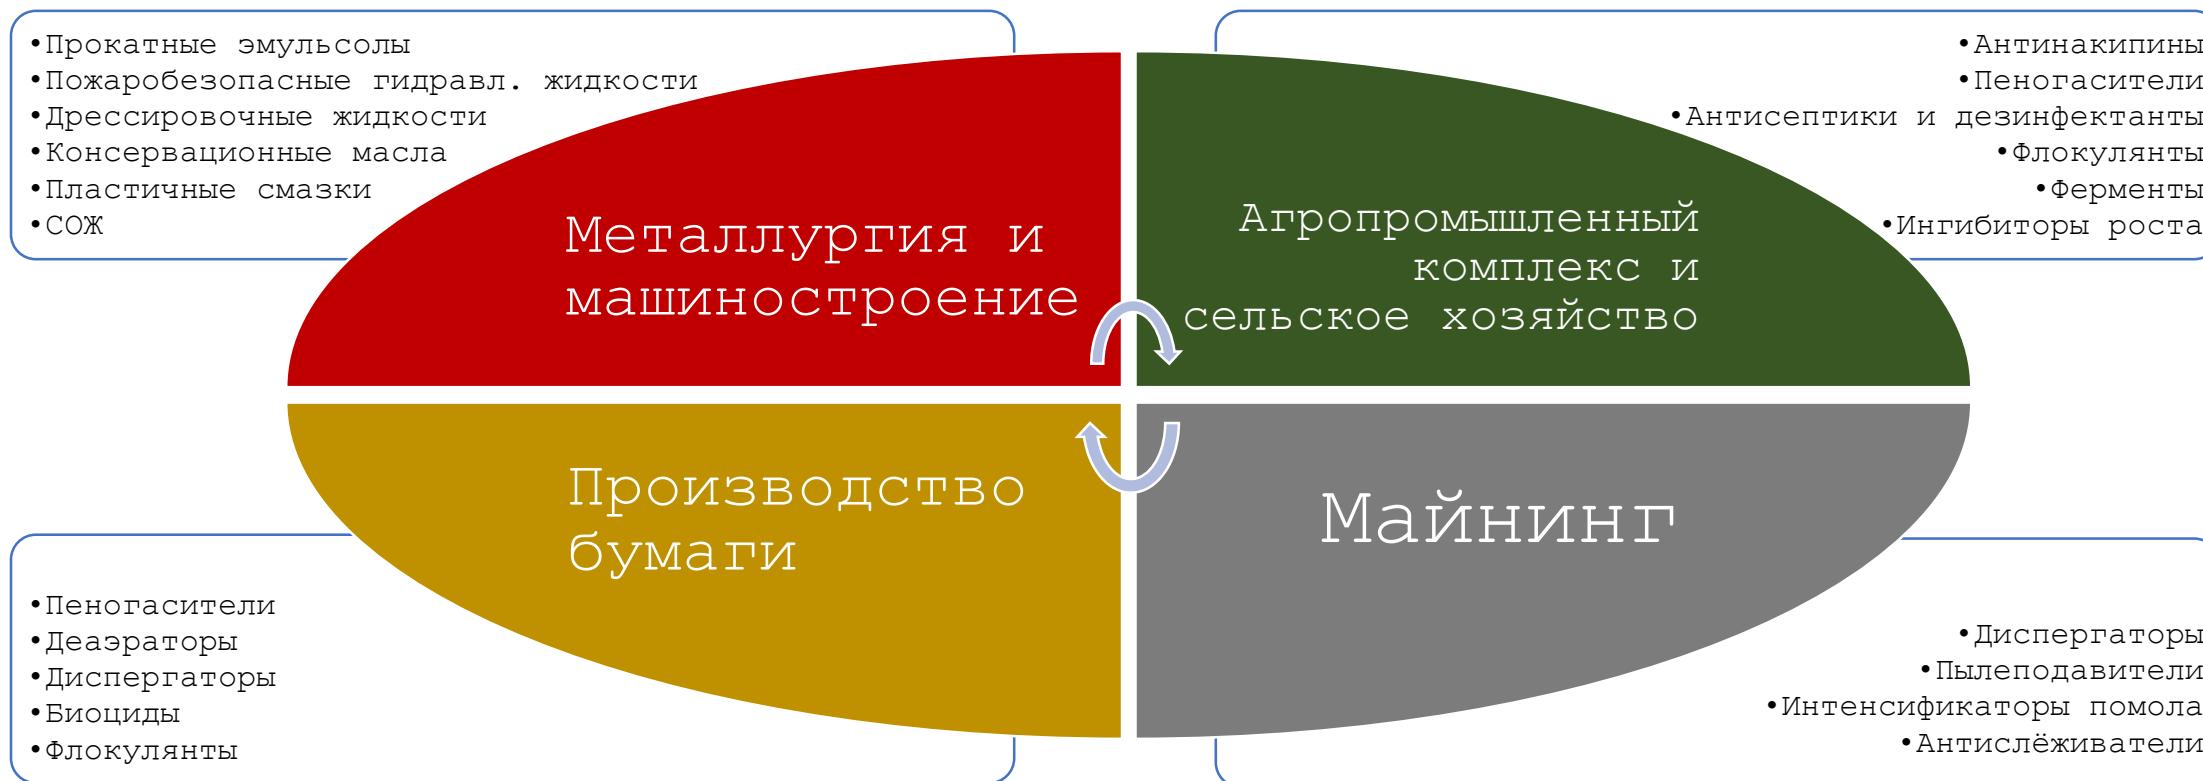 •Прокатные эмульсолы
•Пожаробезопасные гидравл. жидкости
•Дрессировочные жидкости
•Консервационные масла
•Пластичные смазки
•СОЖ
•Антинакипины
•Пеногасители
•Антисептики и дезинфектанты
•Флокулянты
•Ферменты
•Ингибиторы роста
Металлургия и
машиностроение
Агропромышленный
комплекс и
сельское хозяйство
Производство
бумаги
Майнинг
•Пеногасители
•Деаэраторы
•Диспергаторы
•Биоциды
•Флокулянты
•Диспергаторы
•Пылеподавители
•Интенсификаторы помола
•Антислёживатели